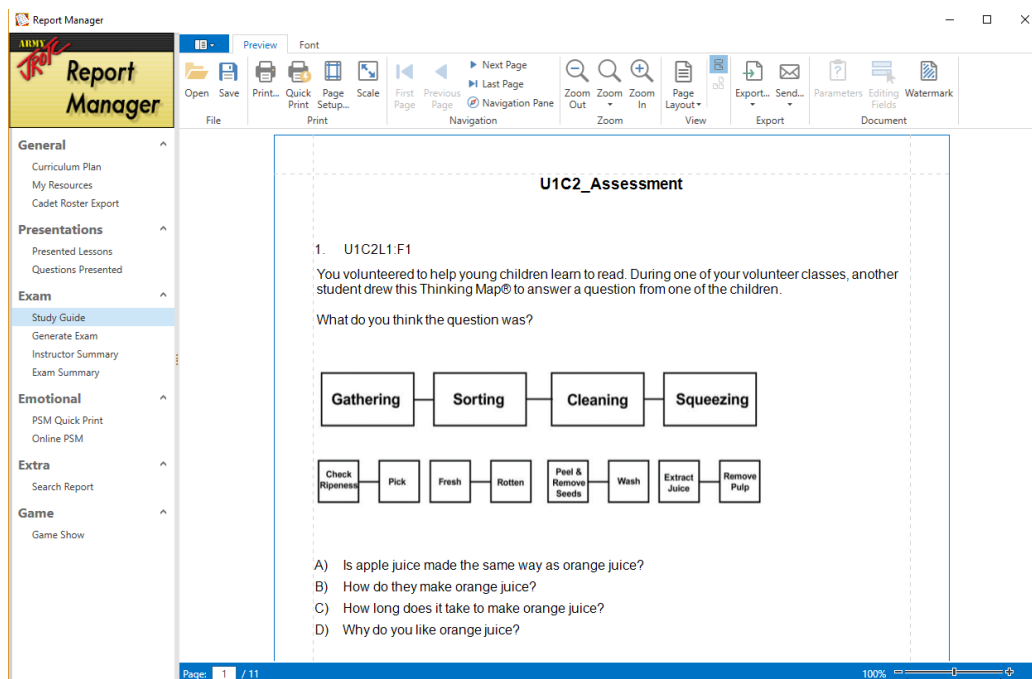 Report Manager
ARMY
JROTC
Report
Manager
Preview Font
Open Save Print... Quick Print Page Setup... Scale First Page Previous Page Next Page Last Page Navigation Pane Zoom Out Zoom Zoom In Page Layout Export... Send... Parameters Editing Fields Watermark
File Print Navigation Zoom View Export Document
General
Curriculum Plan
My Resources
Cadet Roster Export
Presentations
Presented Lessons
Questions Presented
Exam
Study Guide
Generate Exam
Instructor Summary
Exam Summary
Emotional
PSM Quick Print
Online PSM
Extra
Search Report
Game
Game Show
U1C2_Assessment
1. U1C2L1:F1
You volunteered to help young children learn to read. During one of your volunteer classes, another
student drew this Thinking Map® to answer a question from one of the children.
What do you think the question was?
Gathering Sorting Cleaning Squeezing
Check Ripeness Pick Fresh Rotten Peel & Remove Seeds Wash Extract Juice Remove Pulp
A) Is apple juice made the same way as orange juice?
B) How do they make orange juice?
C) How long does it take to make orange juice?
D) Why do you like orange juice?
Page: 1 / 11 100%